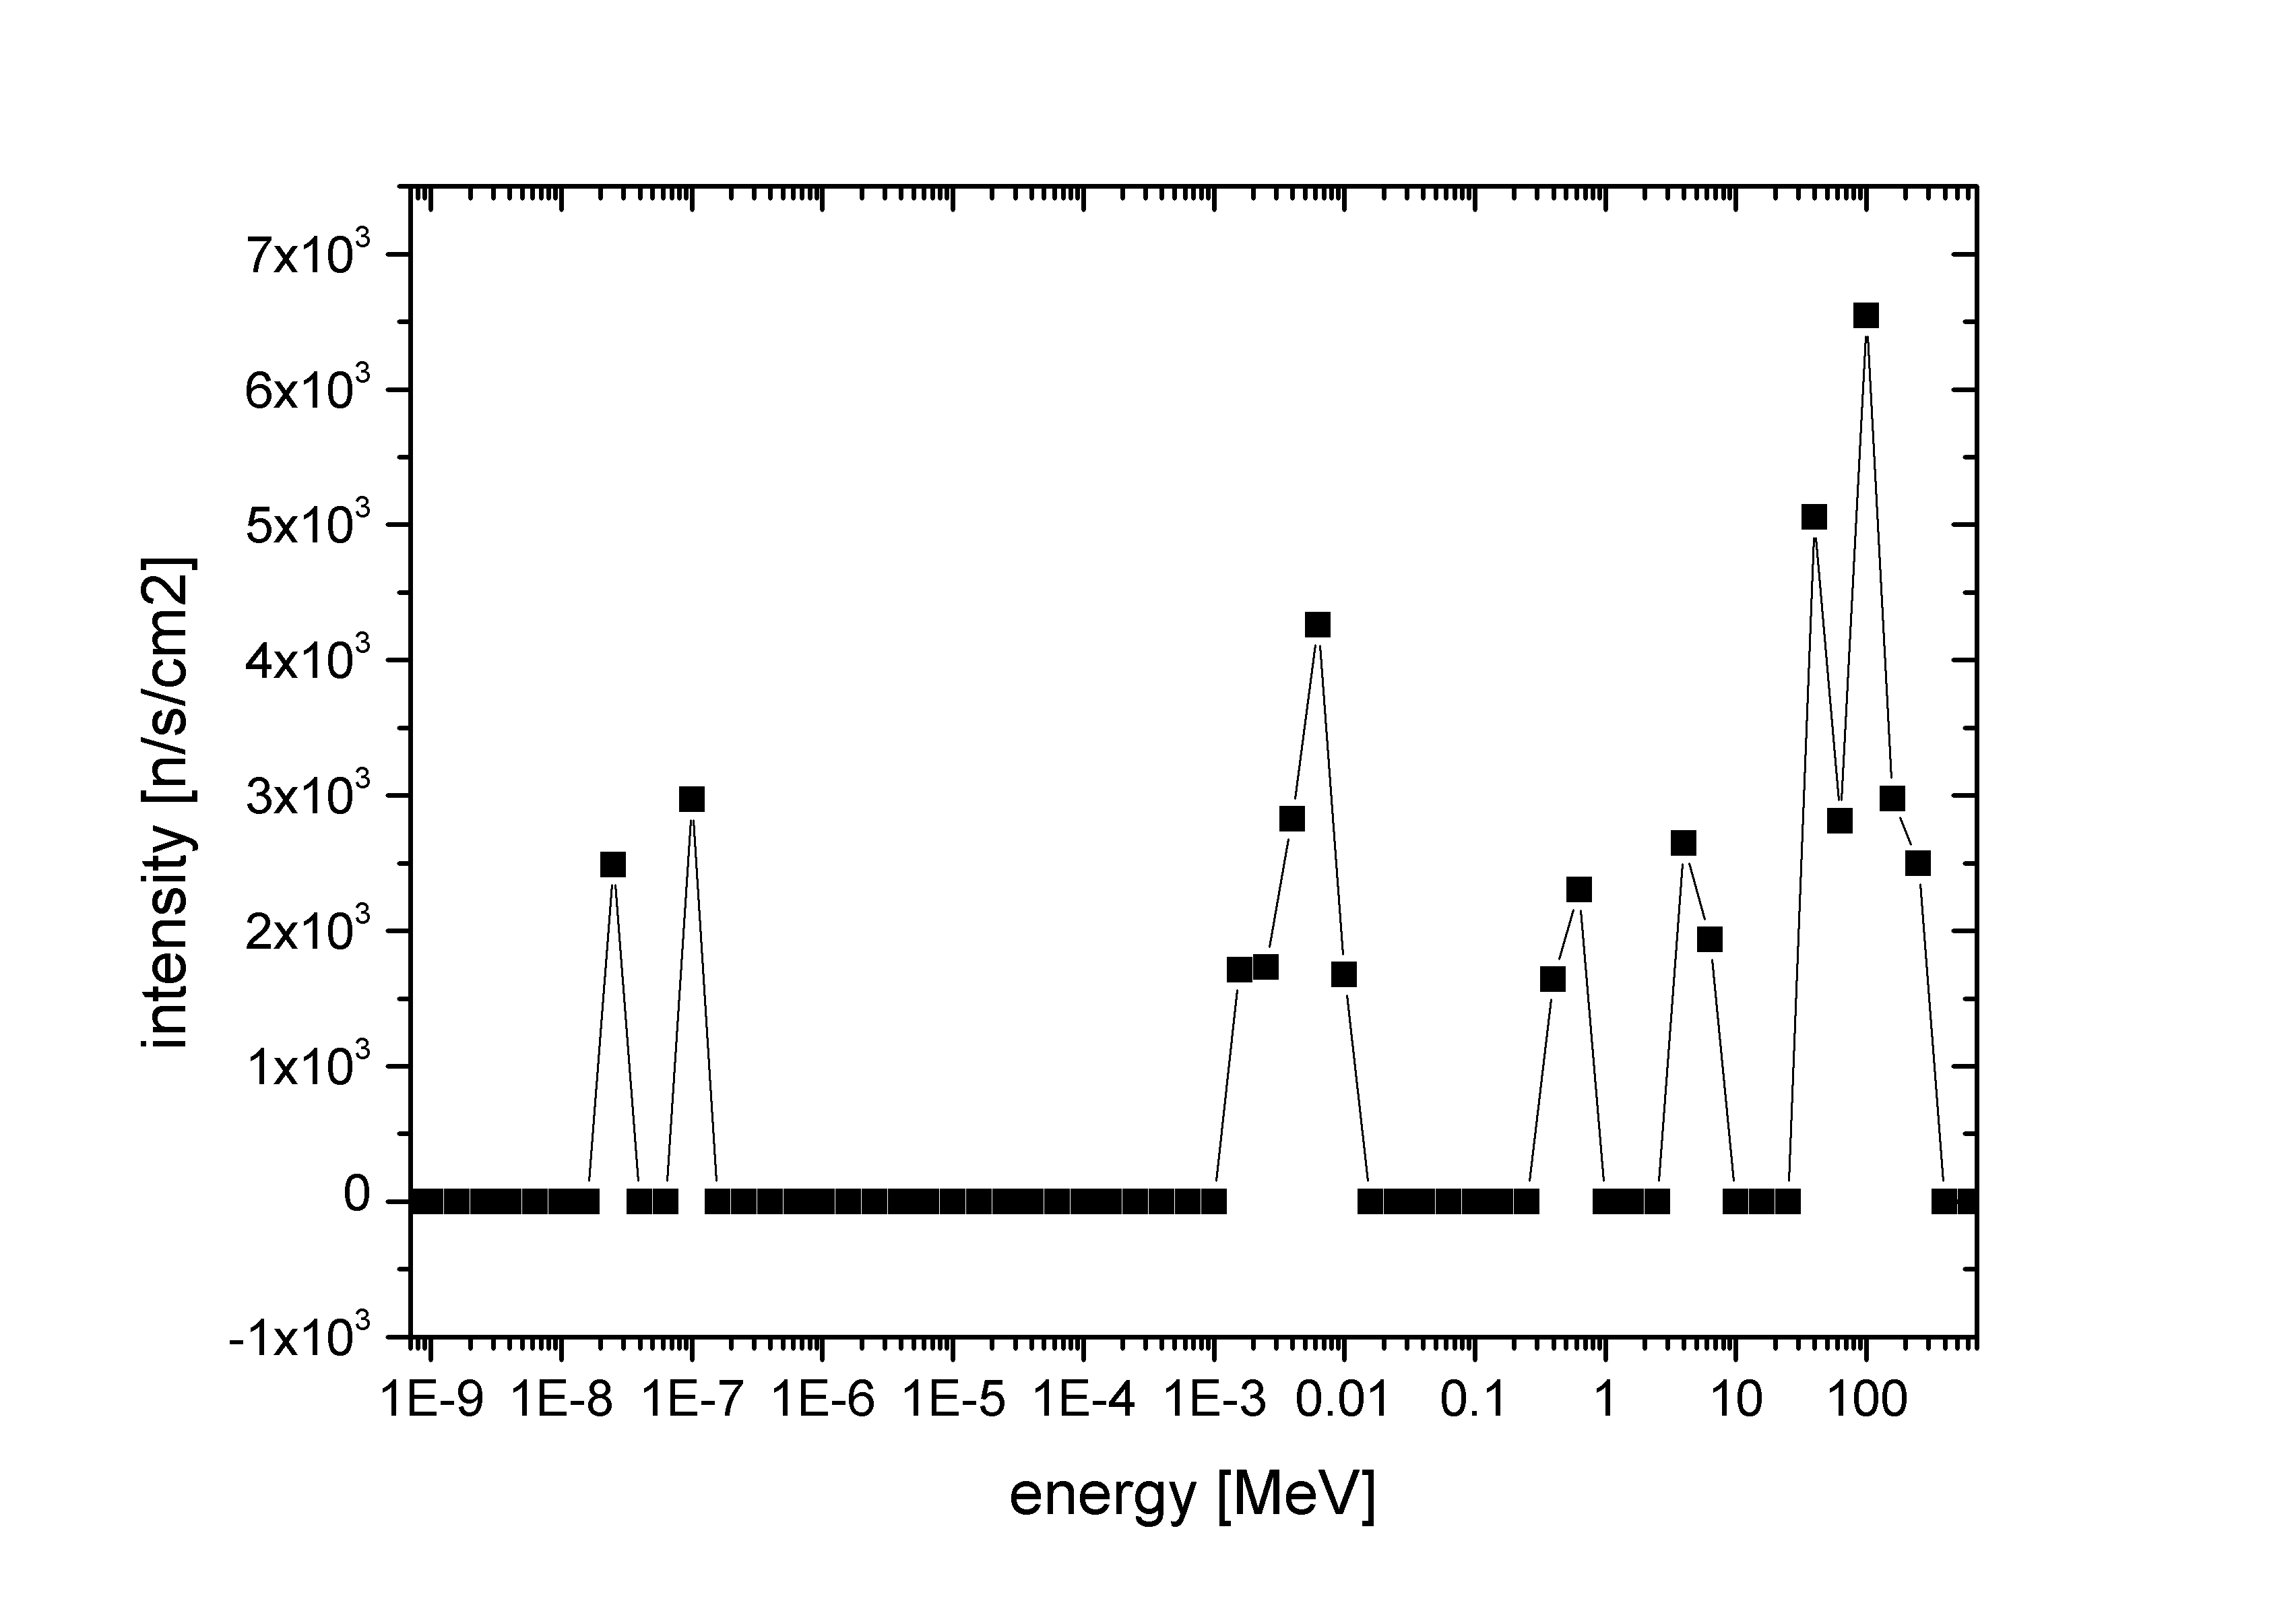 7x10³
6x10³
5x10³
4x10³
3x10³
2x10³
1x10³
0
-1x10³
intensity [n/s/cm2]
1E-9 1E-8 1E-7 1E-6 1E-5 1E-4 1E-3 0.01 0.1 1 10 100
energy [MeV]